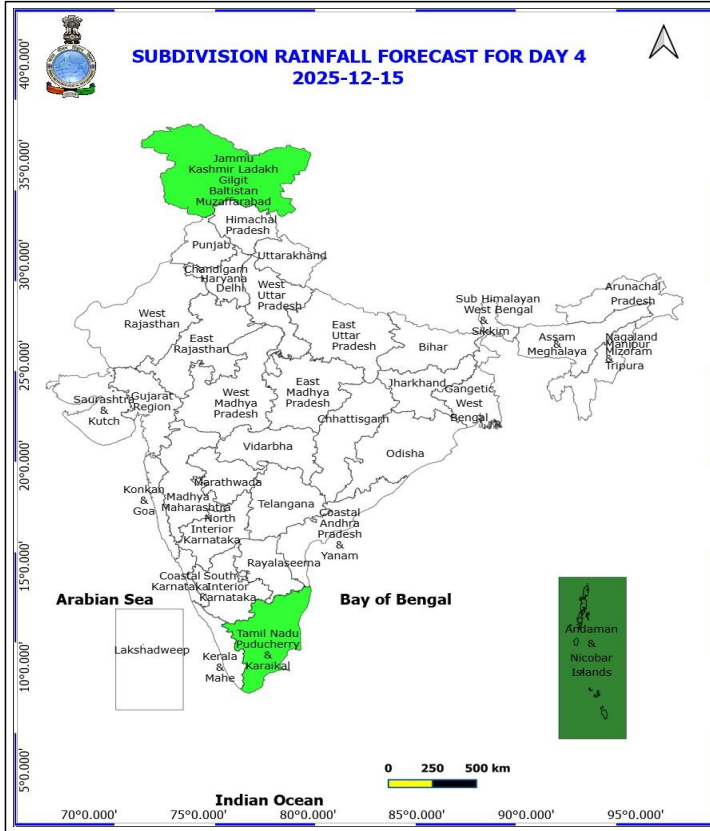 SUBDIVISION RAINFALL FORECAST FOR DAY 4
2025-12-15
40°0.000'
35°0.000'
30°0.000'
25°0.000'
20°0.000'
15°0.000'
10°0.000'
5°0.000'
Jammu
Kashmir Ladakh
Gilgit
Baltistan
Muzaffarabad
Himachal
Pradesh
Punjab
Uttarakhand
Chandigarh
Haryana
Delhi
West
Uttar
Pradesh
West
Rajasthan
East
Rajasthan
East
Uttar
Pradesh
Bihar
Sub Himalayan
West Bengal
&
Sikkim
Arunachal
Pradesh
Assam
&
Meghalaya
Nagaland
Manipur
Mizoram
&
Tripura
Saurashtra
&
Kutch
Gujarat
Region
West
Madhya
Pradesh
East
Madhya
Pradesh
Jharkhand
Gangetic
West
Bengal
Chhattisgarh
Odisha
Vidarbha
Konkan
&
Goa
Madhya
Maharashtra
Marathwada
Telangana
North
Interior
Karnataka
Coastal
Andhra
Pradesh
&
Yanam
Rayalaseema
Coastal
Karnataka
South
Interior
Karnataka
Arabian Sea
Bay of Bengal
Lakshadweep
Kerala
&
Mahe
Tamil Nadu
Puducherry
&
Karaikal
Andaman
&
Nicobar
Islands
0 250 500 km
Indian Ocean
70°0.000' 75°0.000' 80°0.000' 85°0.000' 90°0.000' 95°0.000'